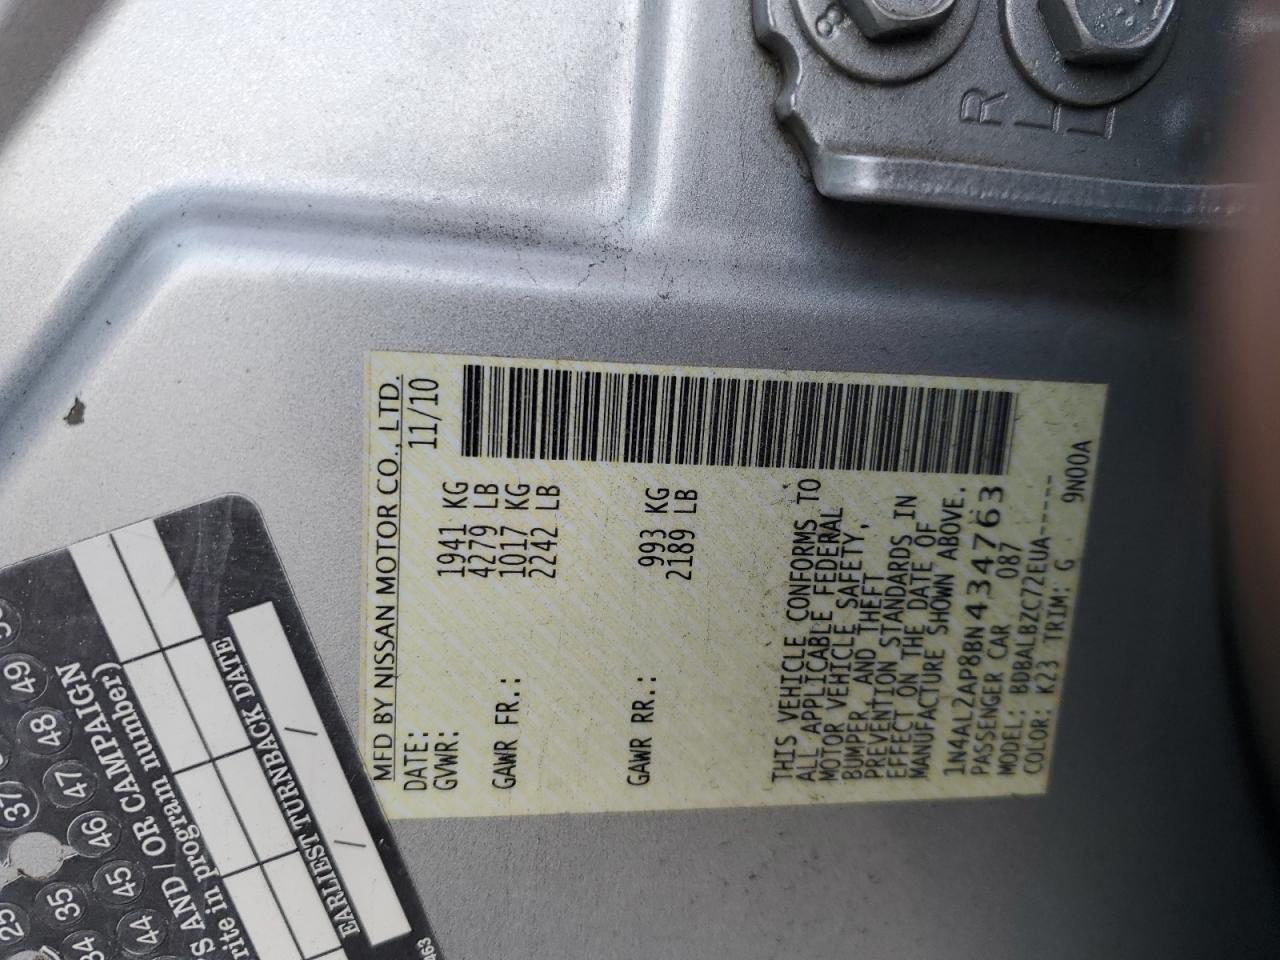 MFD BY NISSAN MOTOR CO., LTD.
DATE: 11/10
GVWR: 1941 KG
4279 LB
GAWR FR.: 1017 KG
2242 LB
GAWR RR.: 993 KG
2189 LB
THIS VEHICLE CONFORMS TO
ALL APPLICABLE FEDERAL
MOTOR VEHICLE SAFETY,
BUMPER, AND THEFT
PREVENTION STANDARDS IN
EFFECT ON THE DATE OF
MANUFACTURE SHOWN ABOVE.
1N4AL2AP8BN434763
PASSENGER CAR 087
MODEL: BDBALBZC72EUA-----
COLOR: K23 TRIM: G 9N00A
37
49
48
47
46
45
44
25
35
34
S AND / OR CAMPAIGN
rite in program number)
EARLIEST TURNBACK DATE
/ /
463
8
R